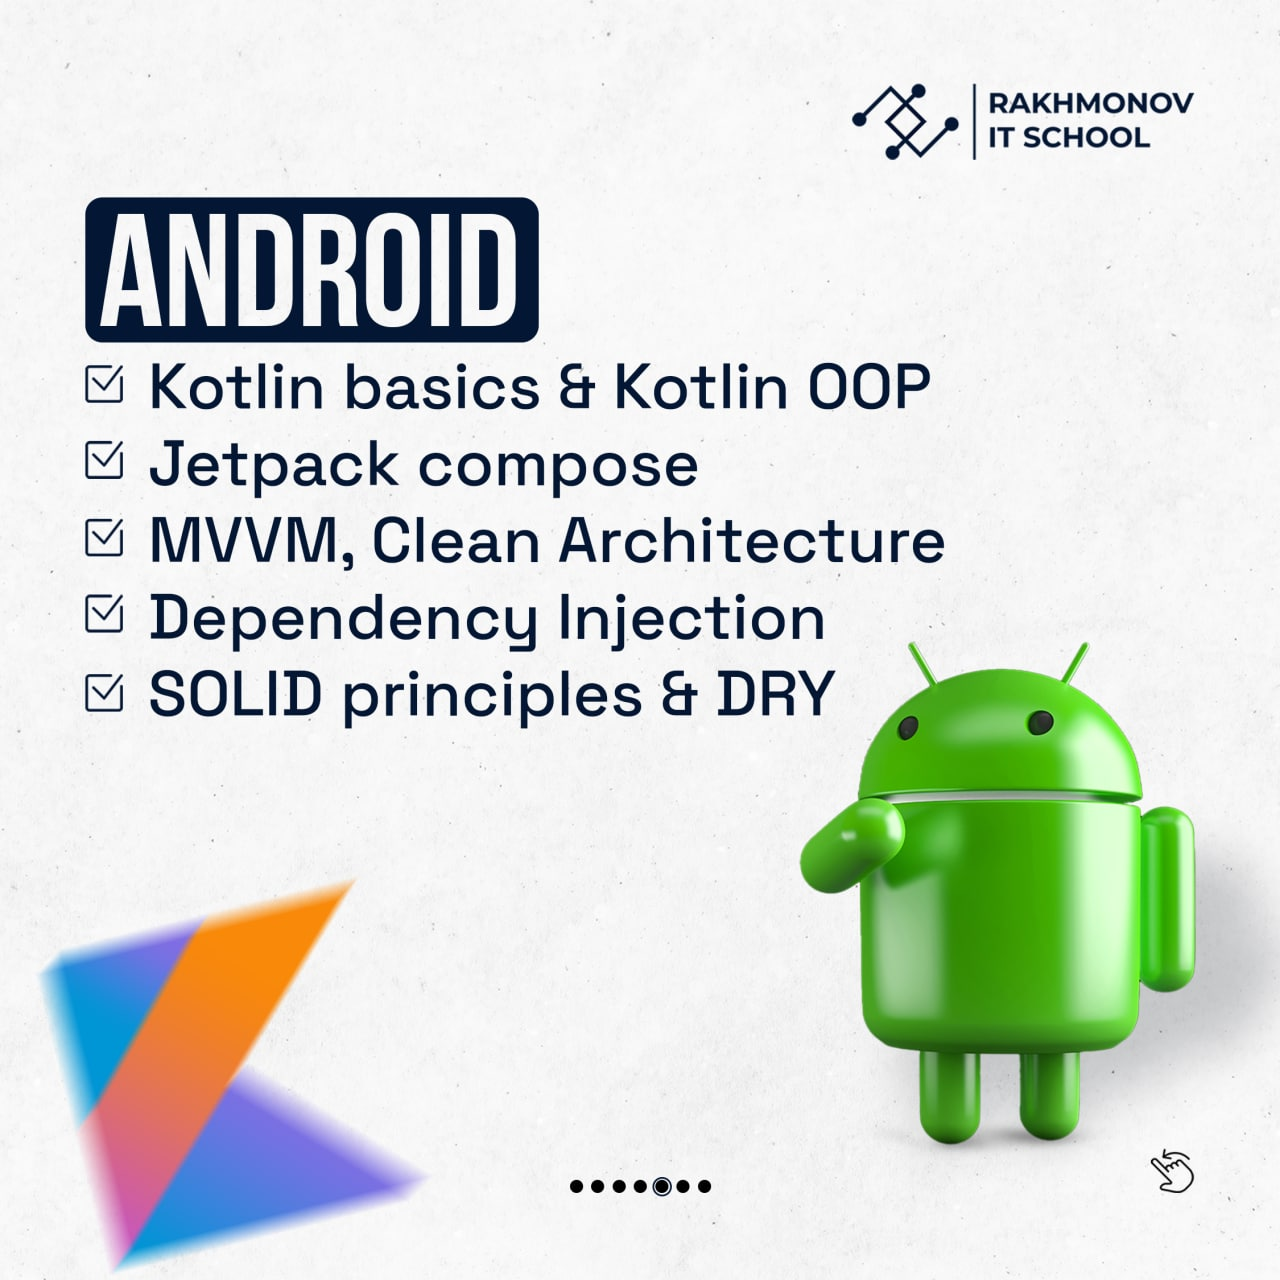 RAKHMONOV
IT SCHOOL
ANDROID
Kotlin basics & Kotlin OOP
Jetpack compose
MVVM, Clean Architecture
Dependency Injection
SOLID principles & DRY